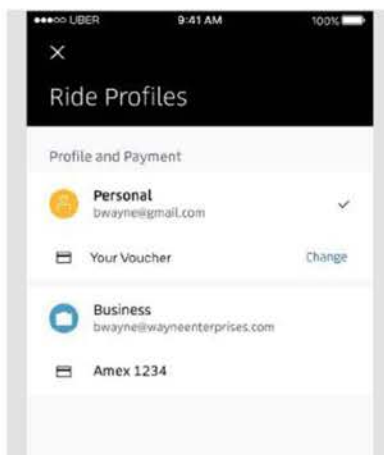 UBER 9:41 AM 100%
Ride Profiles
Profile and Payment
Personal
bwayne@gmail.com
Your Voucher Change
Business
bwayne@wayneenterprises.com
Amex 1234